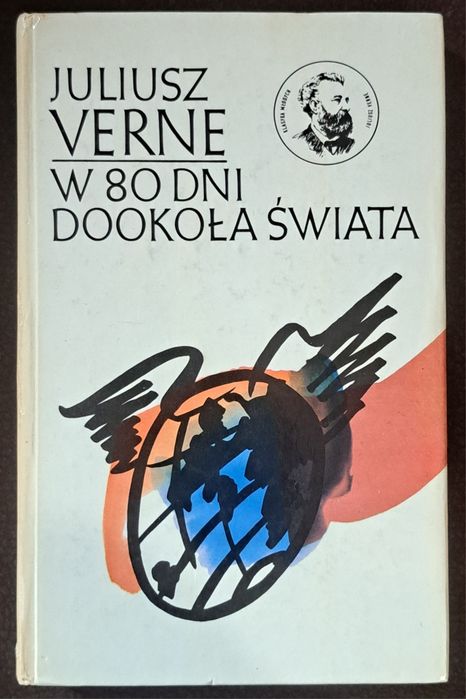 JULIUSZ
VERNE
W 80 DNI
DOOKOŁA ŚWIATA
KLASYKA MŁODYCH